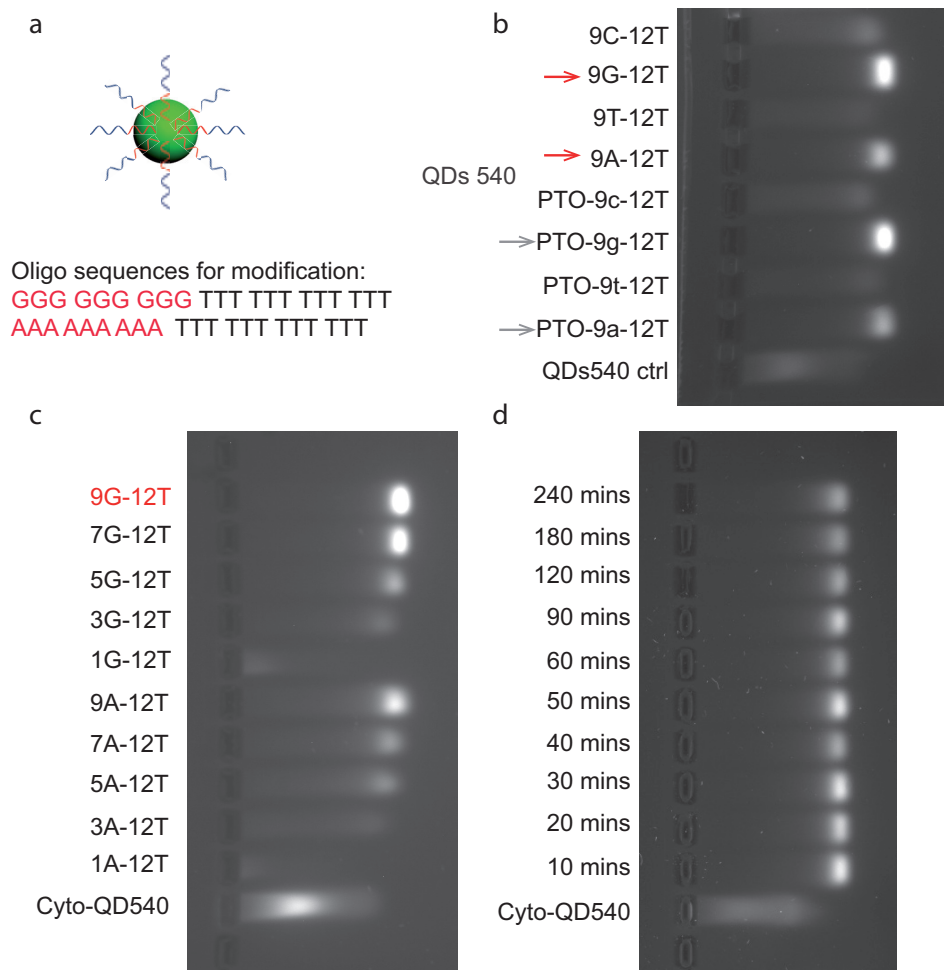 a
Oligo sequences for modification:
GGG GGG GGG TTT TTT TTT TTT
AAA AAA AAA TTT TTT TTT TTT
b
QDs 540
9C-12T
9G-12T
9T-12T
9A-12T
PTO-9c-12T
PTO-9g-12T
PTO-9t-12T
PTO-9a-12T
QDs540 ctrl
c
9G-12T
7G-12T
5G-12T
3G-12T
1G-12T
9A-12T
7A-12T
5A-12T
3A-12T
1A-12T
Cyto-QD540
d
240 mins
180 mins
120 mins
90 mins
60 mins
50 mins
40 mins
30 mins
20 mins
10 mins
Cyto-QD540